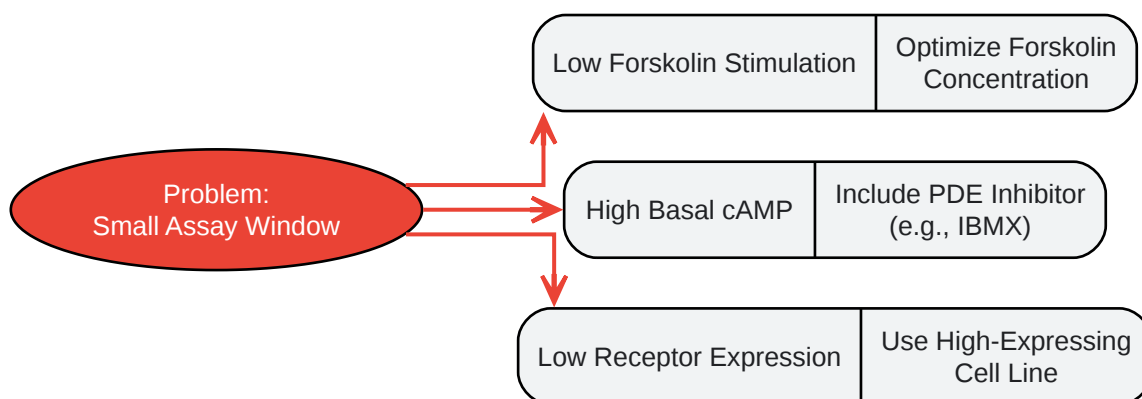 Low Forskolin Stimulation
Optimize Forskolin
Concentration
Problem:
Small Assay Window
High Basal cAMP
Include PDE Inhibitor
(e.g., IBMX)
Low Receptor Expression
Use High-Expressing
Cell Line